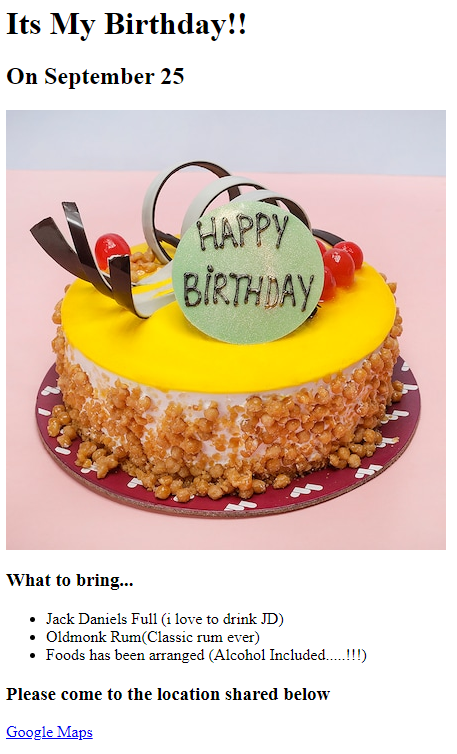 Its My Birthday!!
On September 25
HAPPY
BIRTHDAY
What to bring...
Jack Daniels Full (i love to drink JD)
Oldmonk Rum(Classic rum ever)
Foods has been arranged (Alcohol Included.....!!!)
Please come to the location shared below
Google Maps